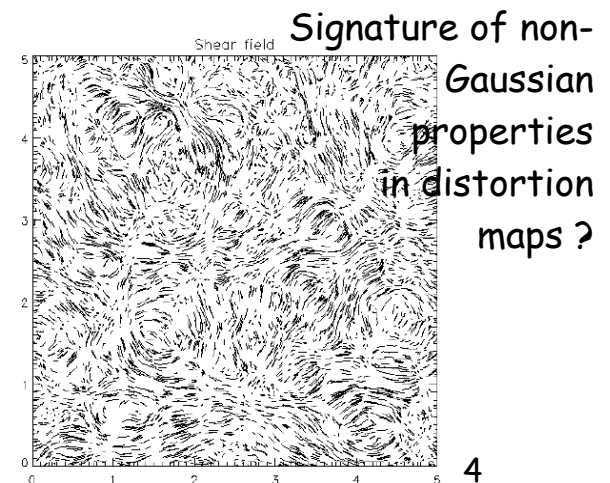 Signature of non-
Gaussian
properties
in distortion
maps ?
Shear field
5
4
3
2
1
0
0 1 2 3 4 5
4